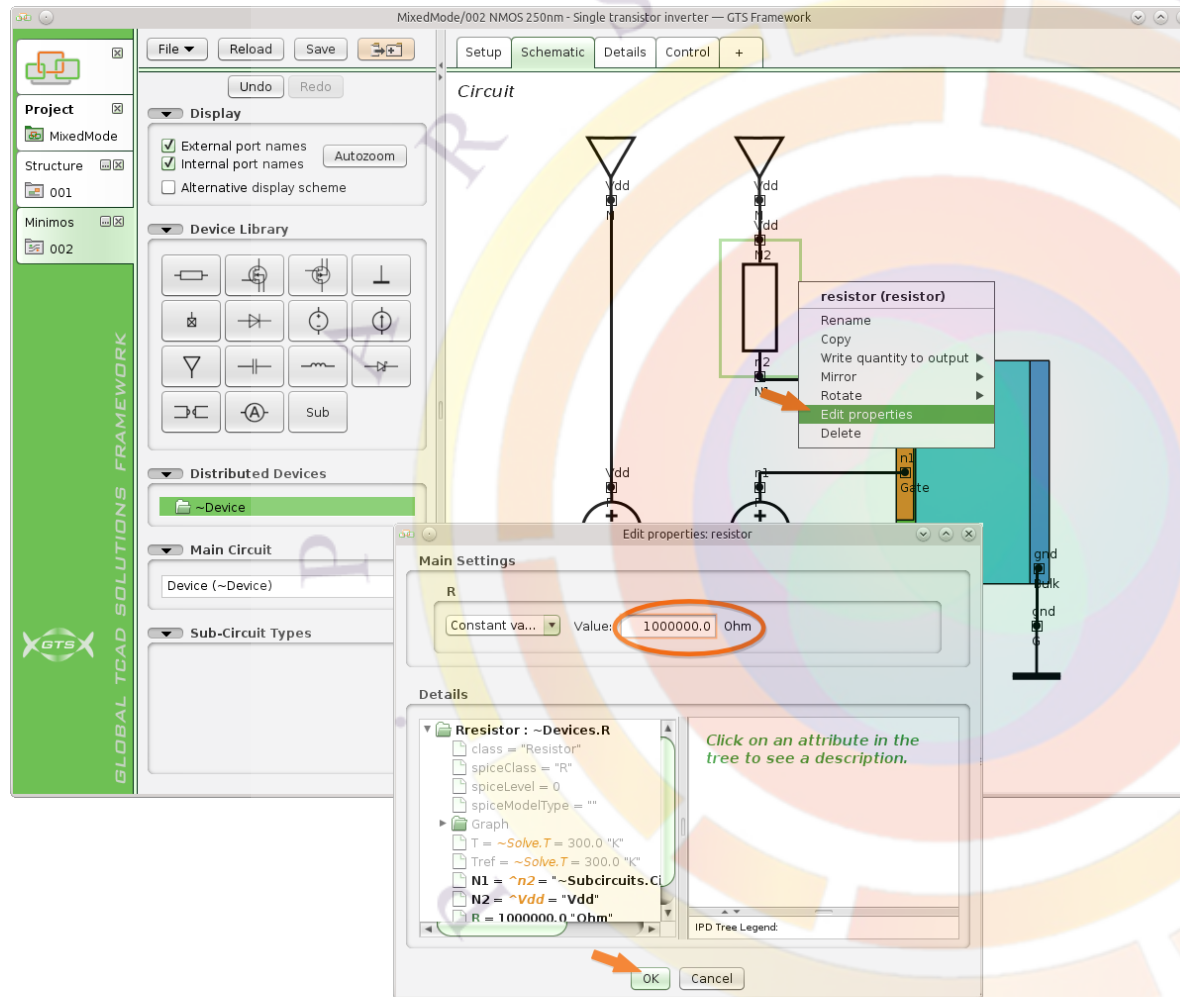 MixedMode/002 NMOS 250nm - Single transistor inverter — GTS Framework
File
Reload
Save
Undo
Redo
Project
MixedMode
Structure
001
Minimos
002
GLOBAL TCAD SOLUTIONS FRAMEWORK
GTS
Display
External port names
Internal port names
Autozoom
Alternative display scheme
Device Library
A
Sub
Distributed Devices
~Device
Main Circuit
Device (~Device)
Sub-Circuit Types
Setup
Schematic
Details
Control
+
Circuit
Vdd
N
Vdd
N
Vdd
N2
n2
N1
resistor (resistor)
Rename
Copy
Write quantity to output
Mirror
Rotate
Edit properties
Delete
Vdd
+
n1
+
n1
Gate
gnd
Bulk
gnd
G
Edit properties: resistor
Main Settings
R
Constant va...
Value:
1000000.0
Ohm
Details
Rresistor : ~Devices.R
class = "Resistor"
spiceClass = "R"
spiceLevel = 0
spiceModelType = ""
Graph
T = ~Solve.T = 300.0 "K"
Tref = ~Solve.T = 300.0 "K"
N1 = ^n2 = "~Subcircuits.Ci
N2 = ^Vdd = "Vdd"
R = 1000000.0 "Ohm"
Click on an attribute in the
tree to see a description.
IPD Tree Legend:
OK
Cancel